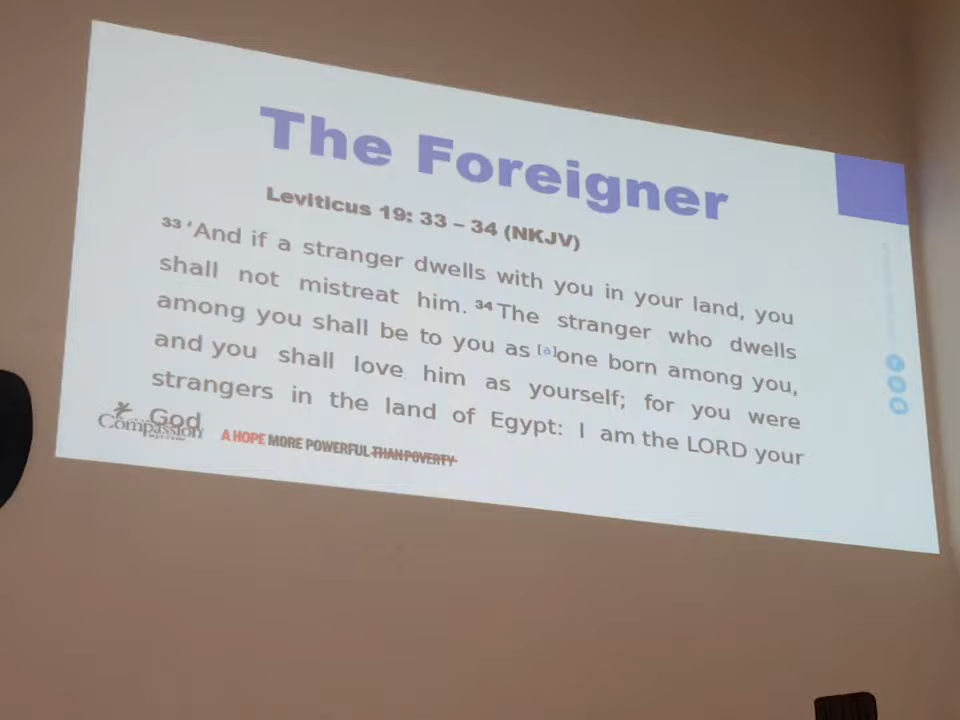 The Foreigner
Leviticus 19: 33 – 34 (NKJV)
33 ‘And if a stranger dwells with you in your land, you
shall not mistreat him. 34 The stranger who dwells
among you shall be to you as [a]one born among you,
and you shall love him as yourself; for you were
strangers in the land of Egypt: I am the LORD your
God
Compassion
A HOPE MORE POWERFUL THAN POVERTY